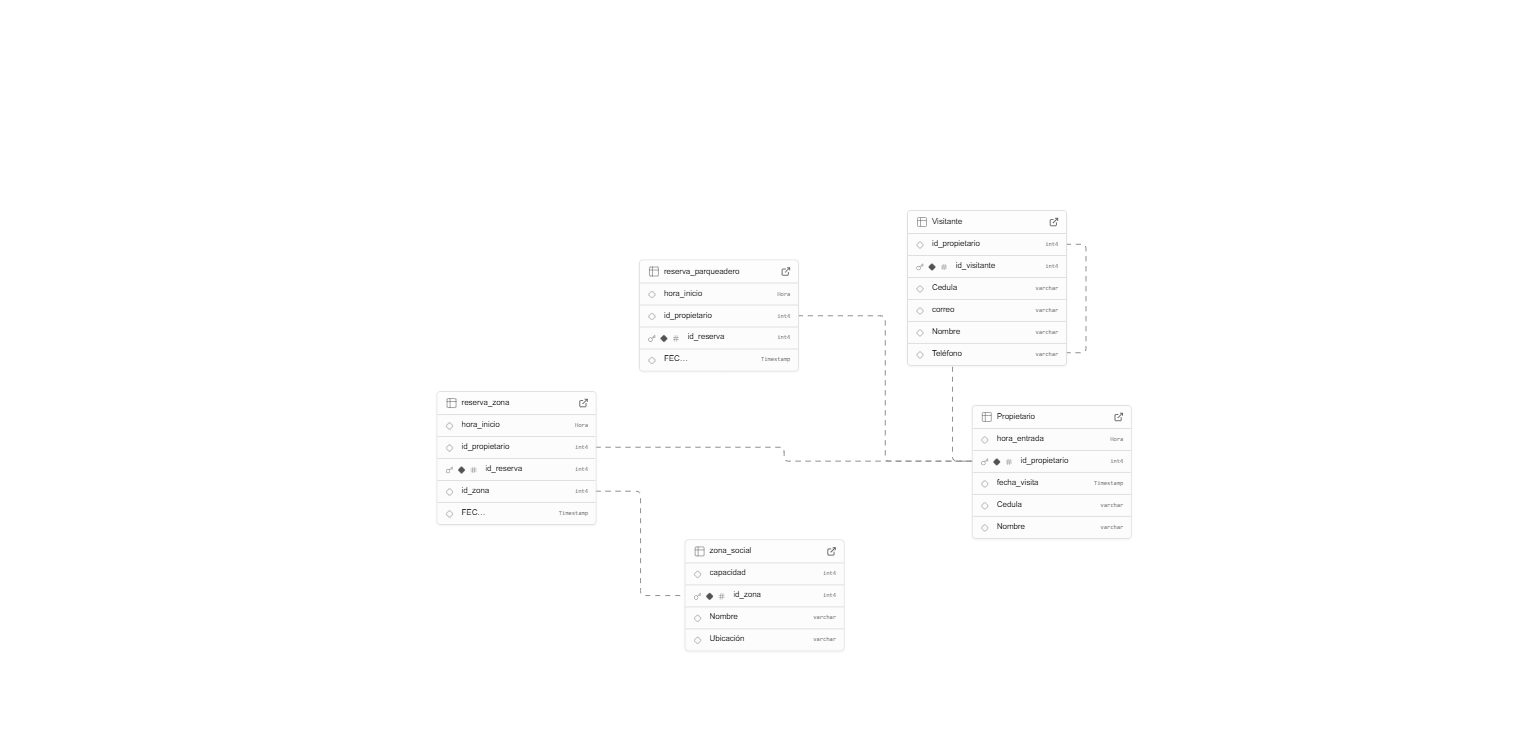 Visitante
id_propietario int4
id_visitante int4
Cedula varchar
correo varchar
Nombre varchar
Teléfono varchar
reserva_parqueadero
hora_inicio Hora
id_propietario int4
id_reserva int4
FEC... Timestamp
reserva_zona
hora_inicio Hora
id_propietario int4
id_reserva int4
id_zona int4
FEC... Timestamp
Propietario
hora_entrada Hora
id_propietario int4
fecha_visita Timestamp
Cedula varchar
Nombre varchar
zona_social
capacidad int4
id_zona int4
Nombre varchar
Ubicación varchar